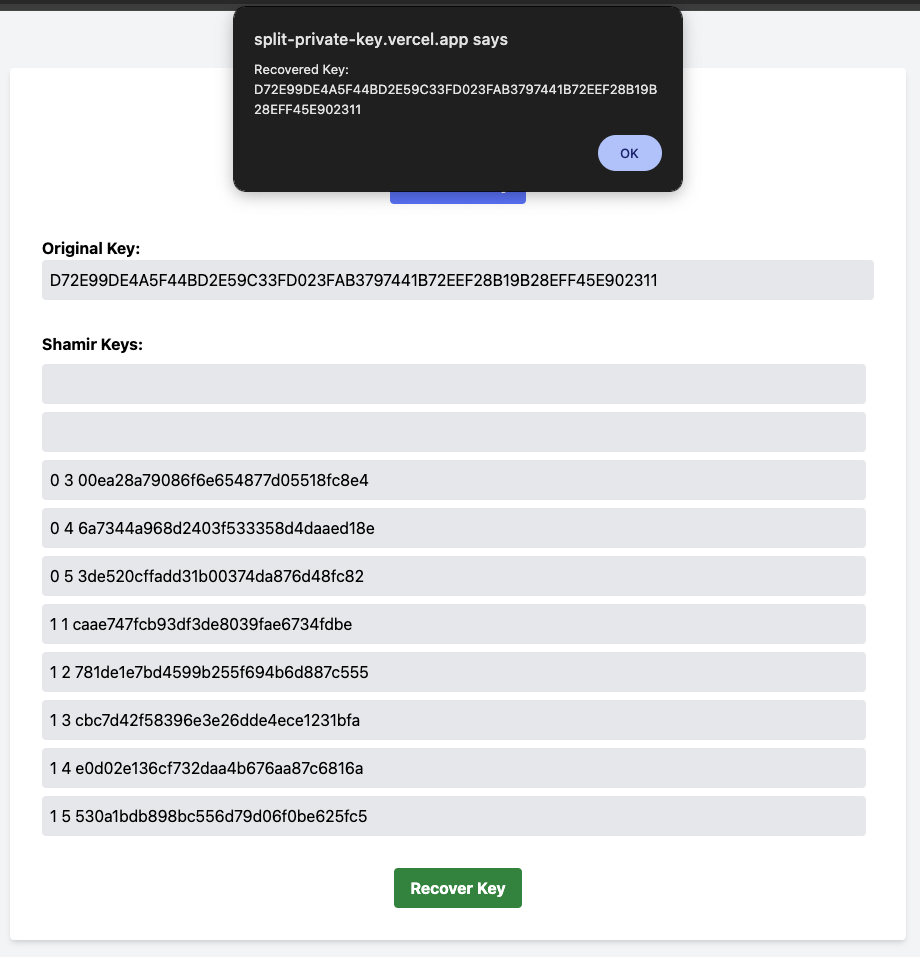 split-private-key.vercel.app says
Recovered Key:
D72E99DE4A5F44BD2E59C33FD023FAB3797441B72EEF28B19B
28EFF45E902311
OK
Original Key:
D72E99DE4A5F44BD2E59C33FD023FAB3797441B72EEF28B19B28EFF45E902311
Shamir Keys:
0 3 00ea28a79086f6e654877d05518fc8e4
0 4 6a7344a968d2403f533358d4daaed18e
0 5 3de520cffadd31b00374da876d48fc82
1 1 caae747fcb93df3de8039fae6734fdbe
1 2 781de1e7bd4599b255f694b6d887c555
1 3 cbc7d42f58396e3e26dde4ece1231bfa
1 4 e0d02e136cf732daa4b676aa87c6816a
1 5 530a1bdb898bc556d79d06f0be625fc5
Recover Key